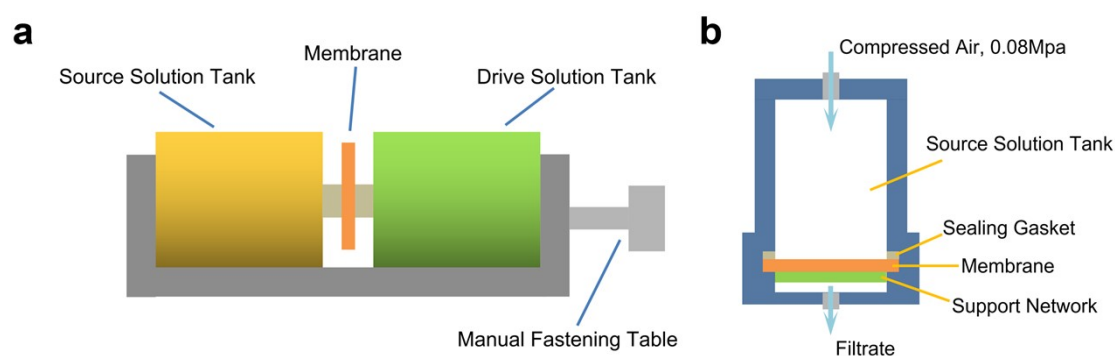 a
Membrane
Source Solution Tank
Drive Solution Tank
Manual Fastening Table
b
Compressed Air, 0.08Mpa
Source Solution Tank
Sealing Gasket
Membrane
Support Network
Filtrate